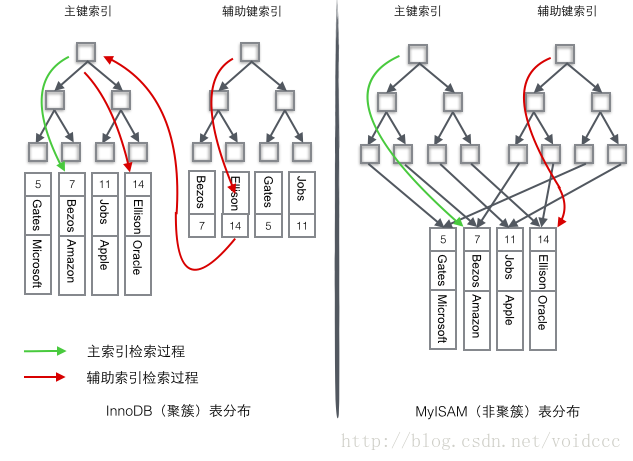 主键索引
辅助键索引
主键索引
辅助键索引
5
7
11
14
Gates
Bezos
Jobs
Ellison
Microsoft
Amazon
Apple
Oracle
Bezos
Ellison
Gates
Jobs
7
14
5
11
5
7
11
14
Gates
Bezos
Jobs
Ellison
Microsoft
Amazon
Apple
Oracle
主索引检索过程
辅助索引检索过程
InnoDB（聚簇）表分布
MyISAM（非聚簇）表分布
http://blog.csdn.net/voidccc